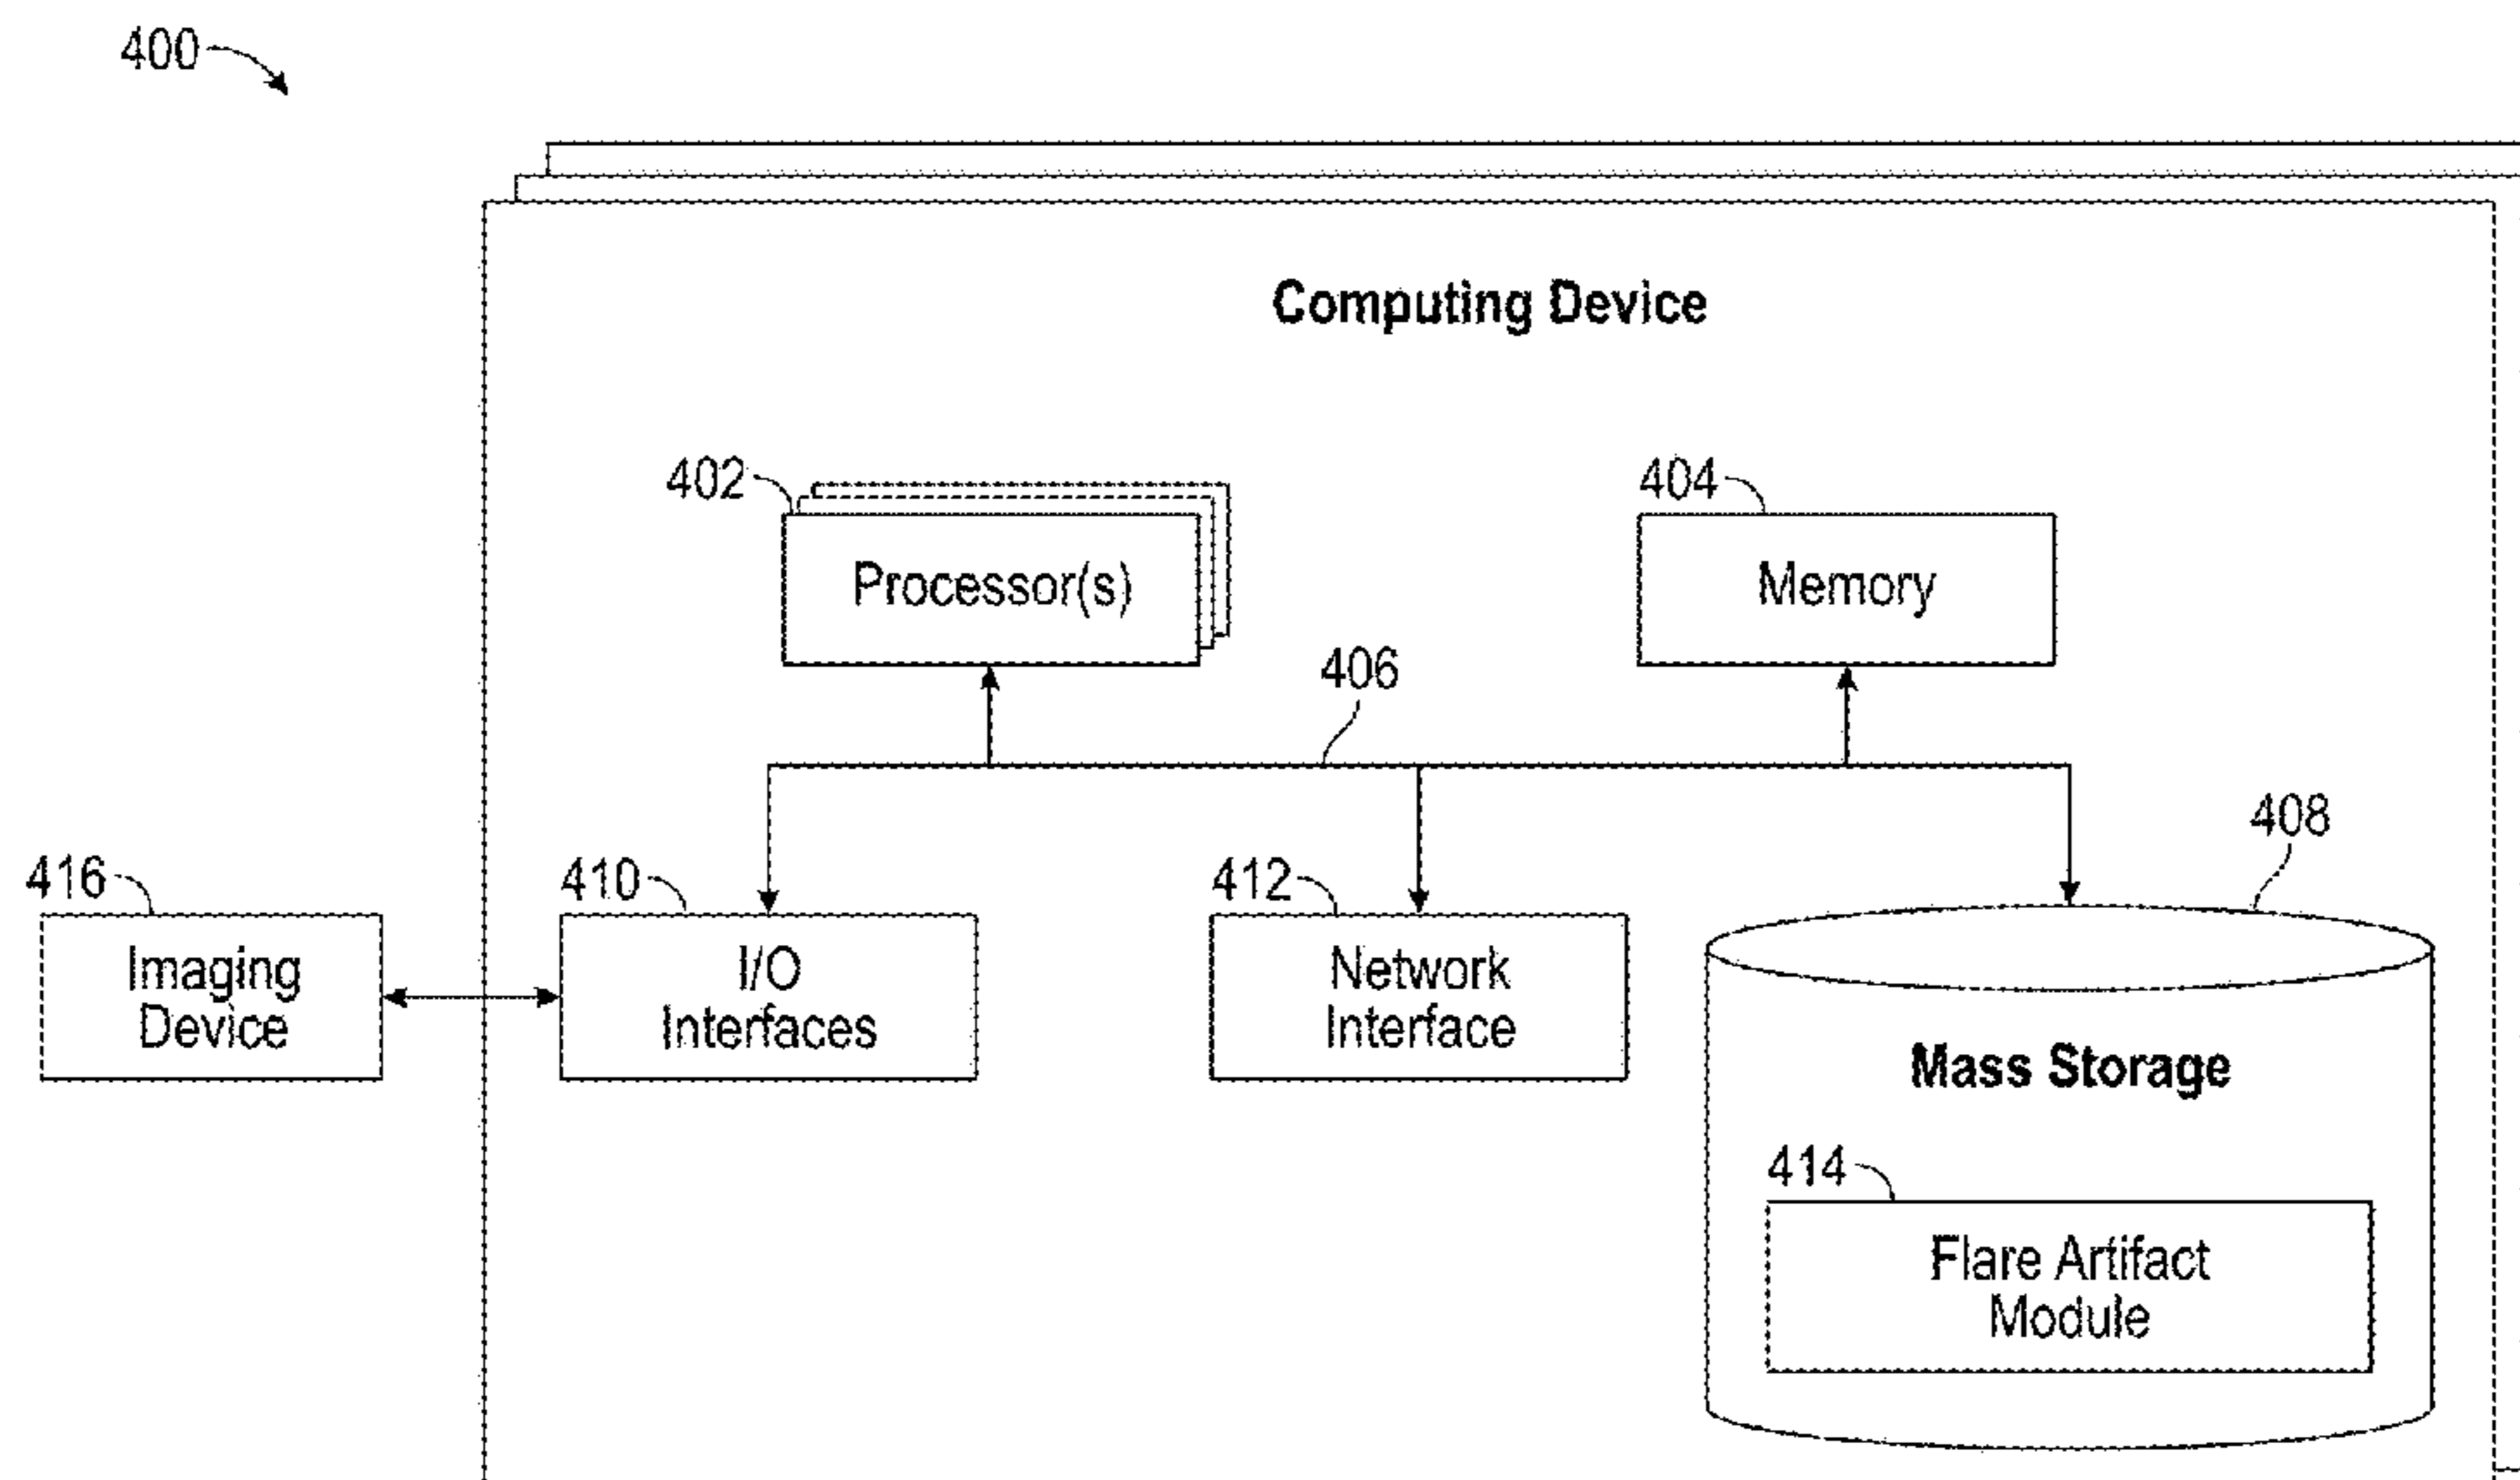 400
Computing Device
402
404
Processor(s)
Memory
406
408
416
410
412
Imaging
Device
I/O
Interfaces
Network
Interface
Mass Storage
414
Flare Artifact
Module